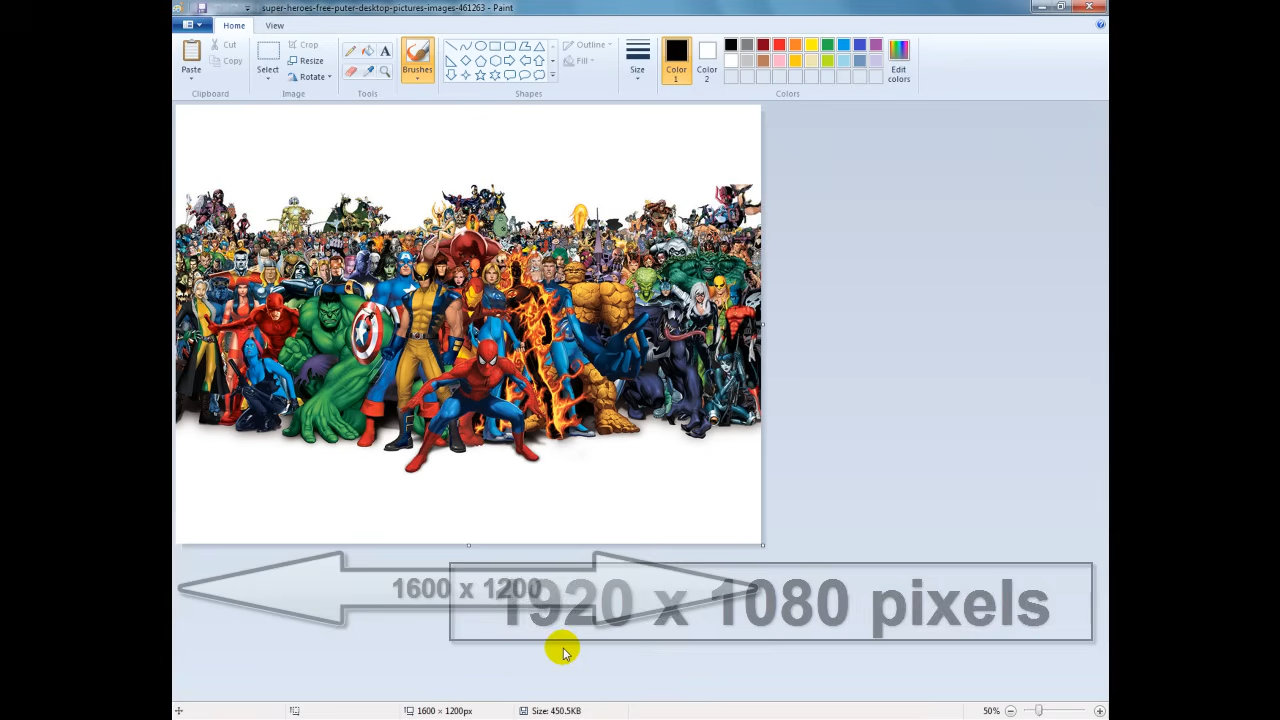 super-heroes-free-puter-desktop-pictures-images-461263 - Paint
Home
View
Paste
Cut
Copy
Clipboard
Select
Crop
Resize
Rotate
Image
A
Tools
Brushes
Shapes
Outline
Fill
Size
Color
1
Color
2
Colors
Edit
colors
1600 x 1200
1920 x 1080 pixels
1600 × 1200px
Size: 450.5KB
50%